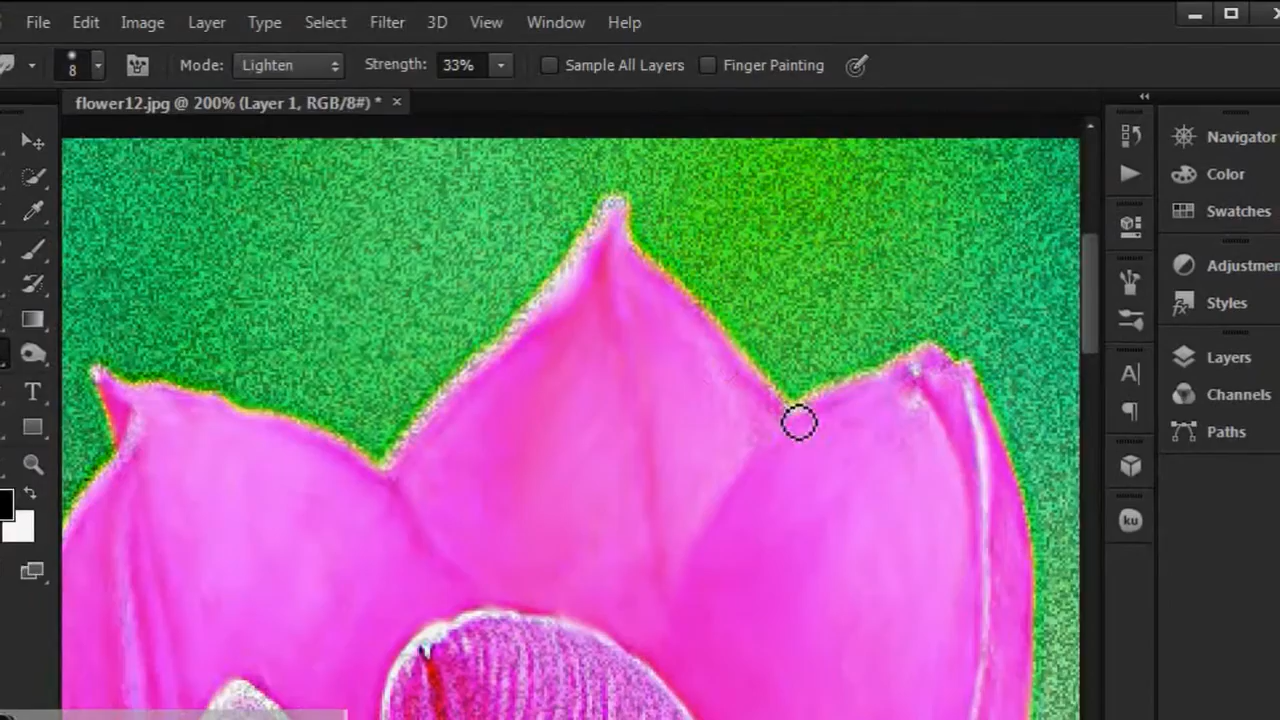 File Edit Image Layer Type Select Filter 3D View Window Help
8 Mode: Lighten Strength: 33% Sample All Layers Finger Painting
flower12.jpg @ 200% (Layer 1, RGB/8#) * ×
Navigator
Color
Swatches
Adjustmen
Styles
Layers
Channels
Paths
T
A|
¶
ku